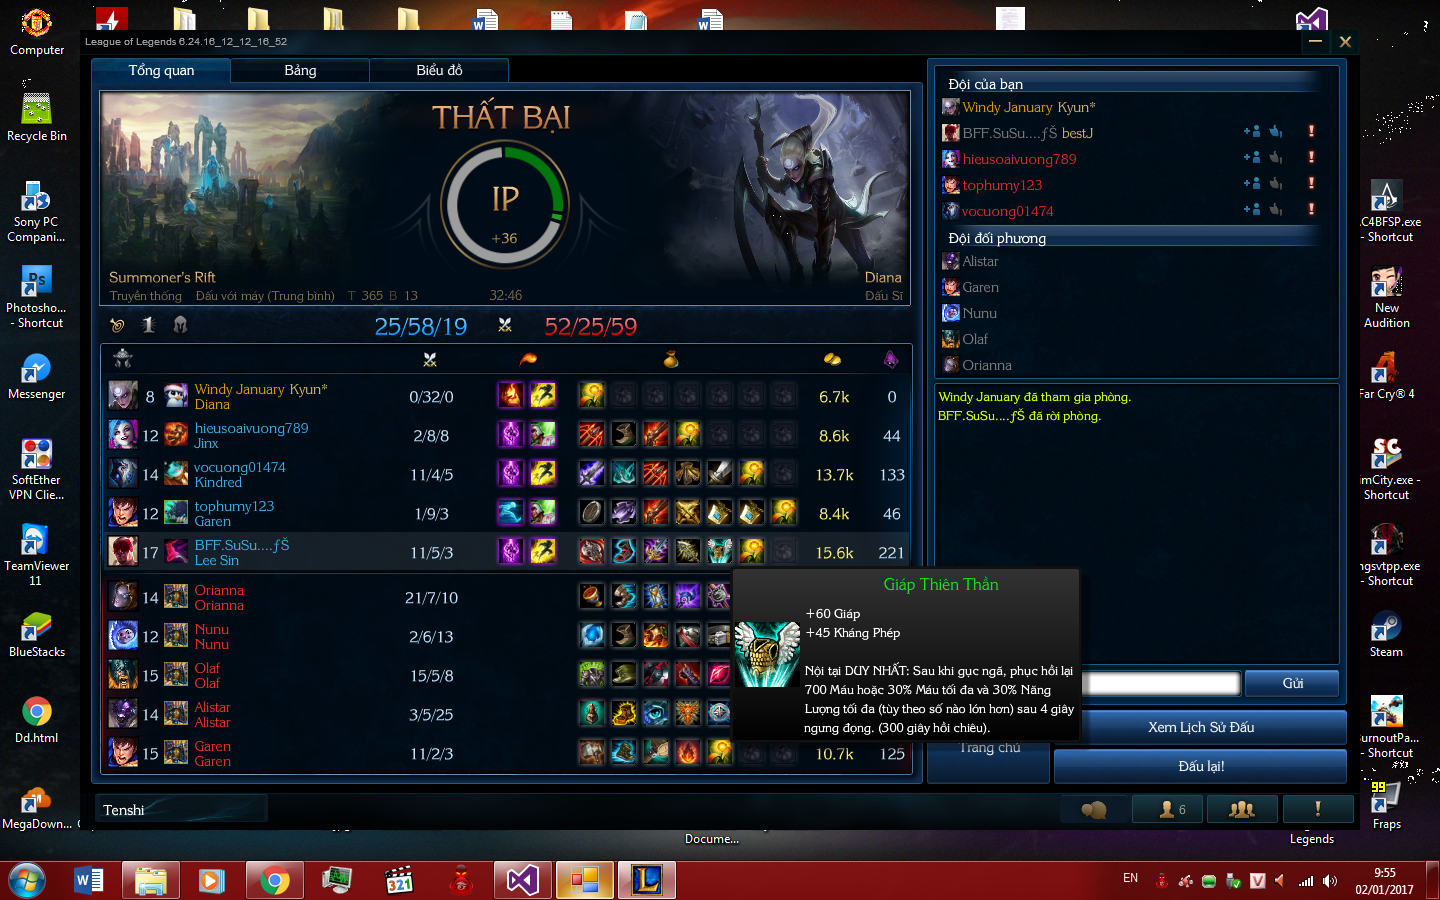 Computer
Recycle Bin
Sony PC
Compani...
Photosho...
- Shortcut
Messenger
SoftEther
VPN Clie...
TeamViewer
11
BlueStacks
Dd.html
MegaDown...
League of Legends 6.24.16_12_12_16_52
Tổng quan
Bảng
Biểu đồ
THẤT BẠI
IP
+36
Summoner's Rift
Truyền thống Đấu với máy (Trung bình) T 365 B 13
32:46
Diana
Đấu Sĩ
1
25/58/19
52/25/59
8 Windy January Kyun* 0/32/0 6.7k 0
Diana
12 hieusoaivuong789 2/8/8 8.6k 44
Jinx
14 vocuong01474 11/4/5 13.7k 133
Kindred
12 tophumy123 1/9/3 8.4k 46
Garen
17 BFF.SuSu....ƒŠ 11/5/3 15.6k 221
Lee Sin
14 Orianna 21/7/10
Orianna
12 Nunu 2/6/13
Nunu
15 Olaf 15/5/8
Olaf
14 Alistar 3/5/25
Alistar
15 Garen 11/2/3 10.7k 125
Garen
Giáp Thiên Thần
+60 Giáp
+45 Kháng Phép
Nội tại DUY NHẤT: Sau khi gục ngã, phục hồi lại
700 Máu hoặc 30% Máu tối đa và 30% Năng
Lượng tối đa (tùy theo số nào lớn hơn) sau 4 giây
ngưng đọng. (300 giây hồi chiêu).
Đội của bạn
Windy January Kyun*
BFF.SuSu....ƒŠ bestJ
hieusoaivuong789
tophumy123
vocuong01474
Đội đối phương
Alistar
Garen
Nunu
Olaf
Orianna
Windy January đã tham gia phòng.
BFF.SuSu....ƒŠ đã rời phòng.
Gửi
Xem Lịch Sử Đấu
Trang chủ
Đấu lại!
Tenshi
6
Docume...
Legends
.C4BFSP.exe
- Shortcut
New
Audition
Far Cry® 4
imCity.exe -
Shortcut
ngsvtpp.exe
- Shortcut
Steam
urnoutPa...
- Shortcut
99
Fraps
321
EN
9:55
02/01/2017